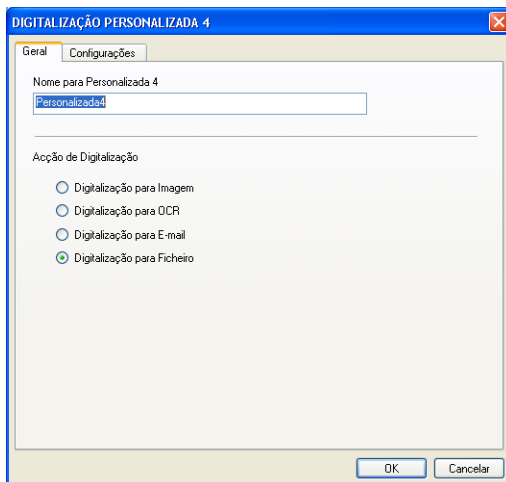 DIGITALIZAÇÃO PERSONALIZADA 4
Geral Configurações
Nome para Personalizada 4
Personalizada4
Acção de Digitalização
Digitalização para Imagem
Digitalização para OCR
Digitalização para E-mail
Digitalização para Ficheiro
OK Cancelar